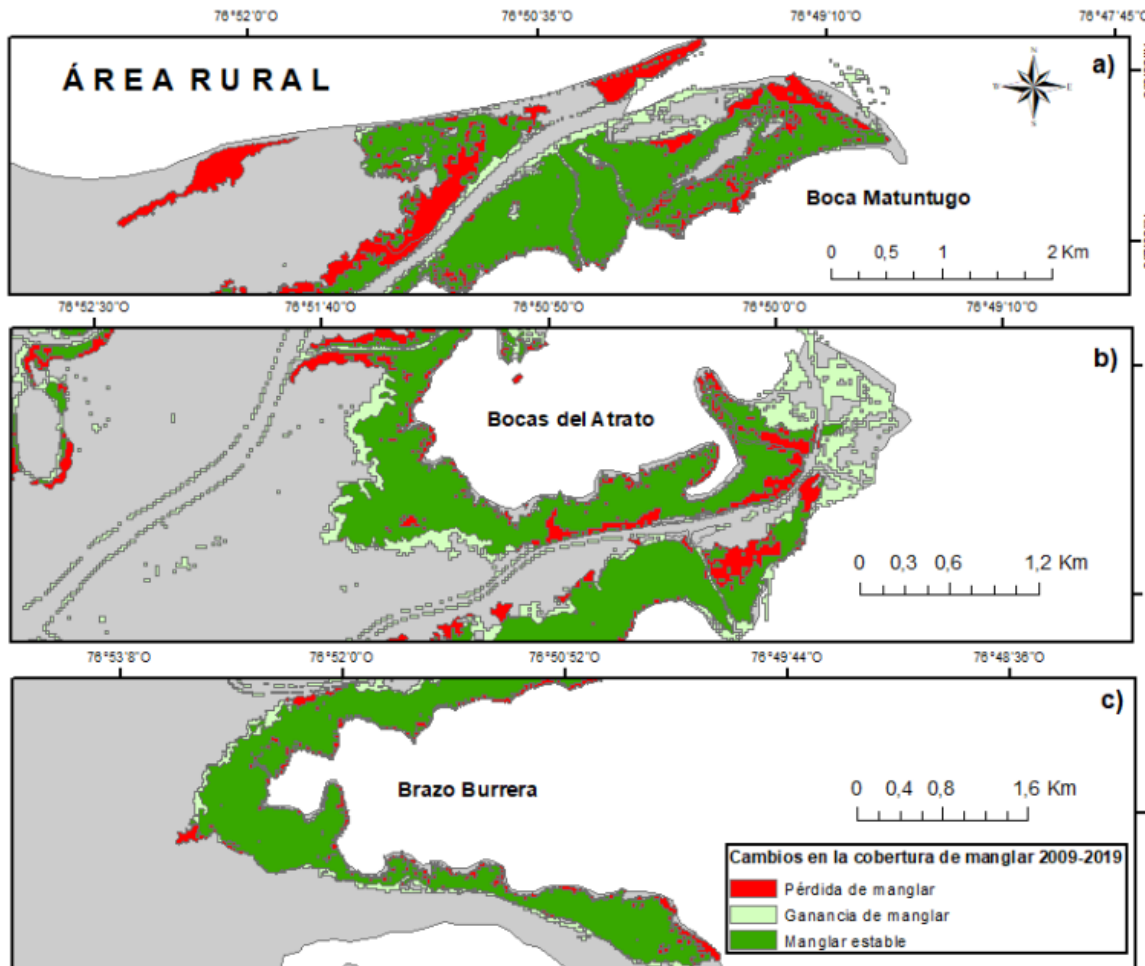 76°52'0"O 76°50'35"O 76°49'10"O 76°47'45"O
ÁREA RURAL
a)
N
E
S
Boca Matuntugo
0 0,5 1 2 Km
76°52'30"O 76°51'40"O 76°50'50"O 76°50'0"O 76°49'10"O
b)
Bocas del Atrato
0 0,3 0,6 1,2 Km
76°53'8"O 76°52'0"O 76°50'52"O 76°49'44"O 76°48'36"O
c)
Brazo Burrera
0 0,4 0,8 1,6 Km
Cambios en la cobertura de manglar 2009-2019
Pérdida de manglar
Ganancia de manglar
Manglar estable